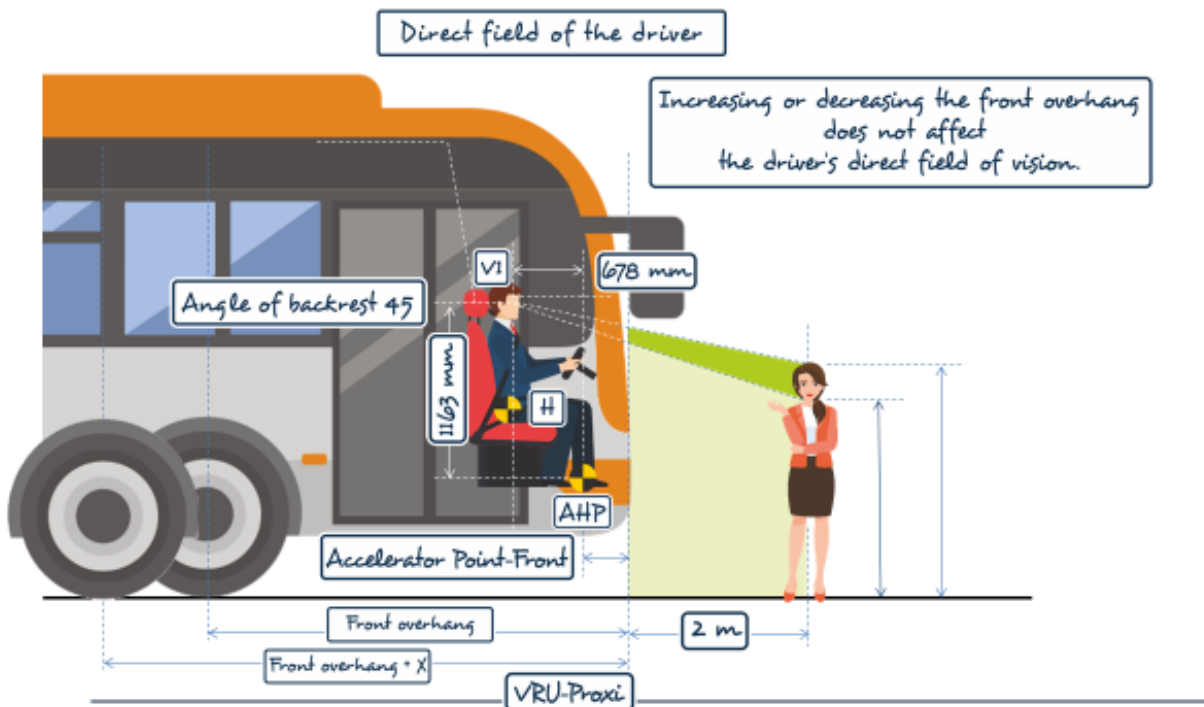 Direct field of the driver
Increasing or decreasing the front overhang
does not affect
the driver's direct field of vision.
V1
678 mm
Angle of backrest 45
1163 mm
H
AHP
Accelerator Point-Front
Front overhang
2 m
Front overhang + X
VRU-Proxi